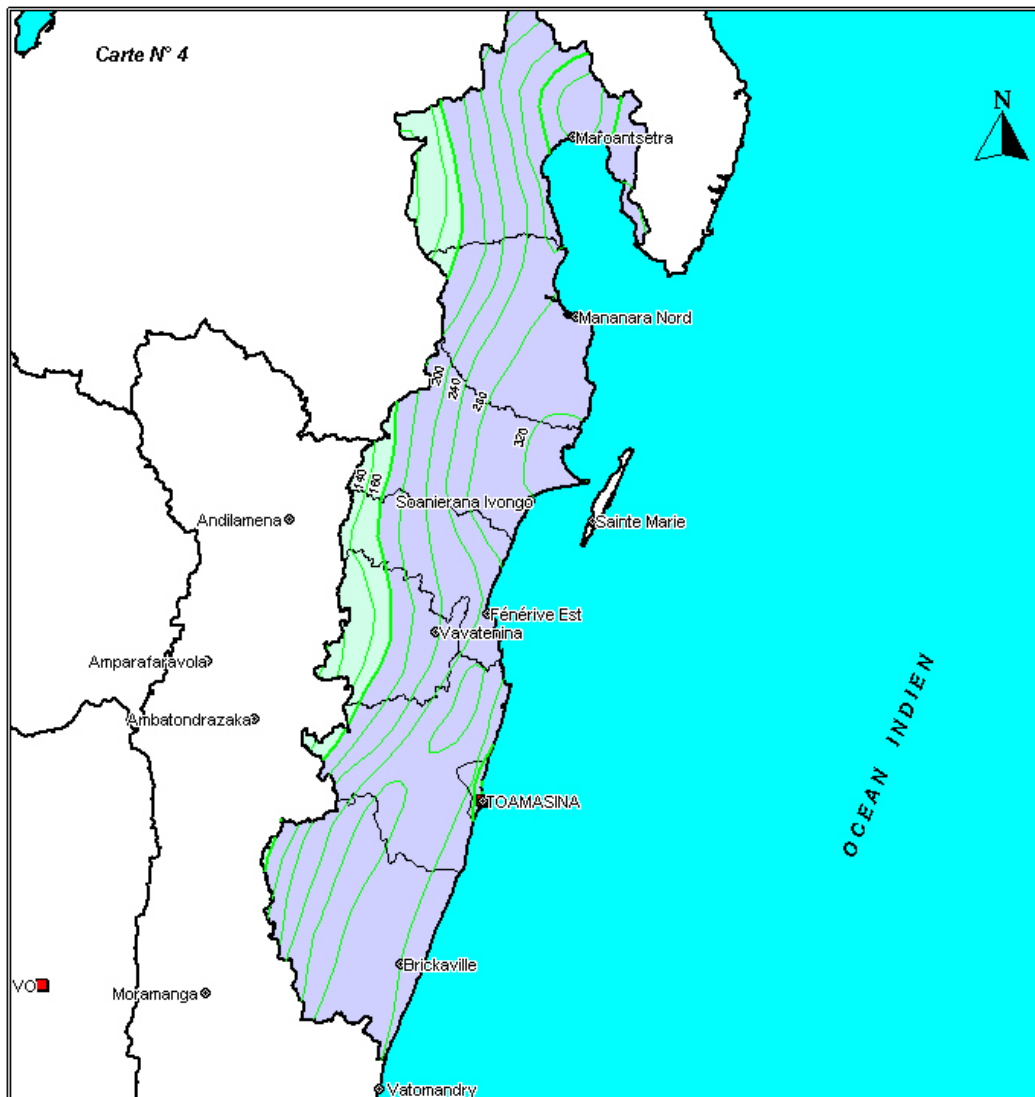 Carte N° 4
N
Maroantsetra
Mananara Nord
200
240
280
320
140
160
Soanierana Ivongo
Andilamena
Sainte Marie
Fénérive Est
Vavatenina
Amparafaravola
Ambatondrazaka
TOAMASINA
OCEAN INDIEN
Brickaville
VO
Moramanga
Vatomandry